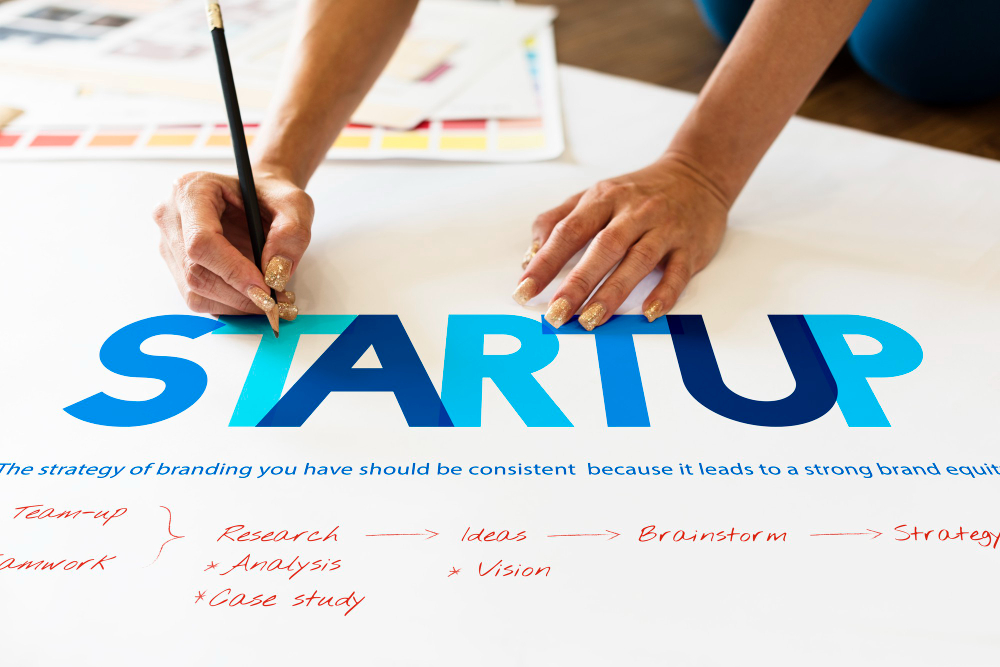 STARTUP
The strategy of branding you have should be consistent because it leads to a strong brand equit
Team-up
Research → Ideas → Brainstorm → Strategy
amwork
* Analysis * Vision
* Case study